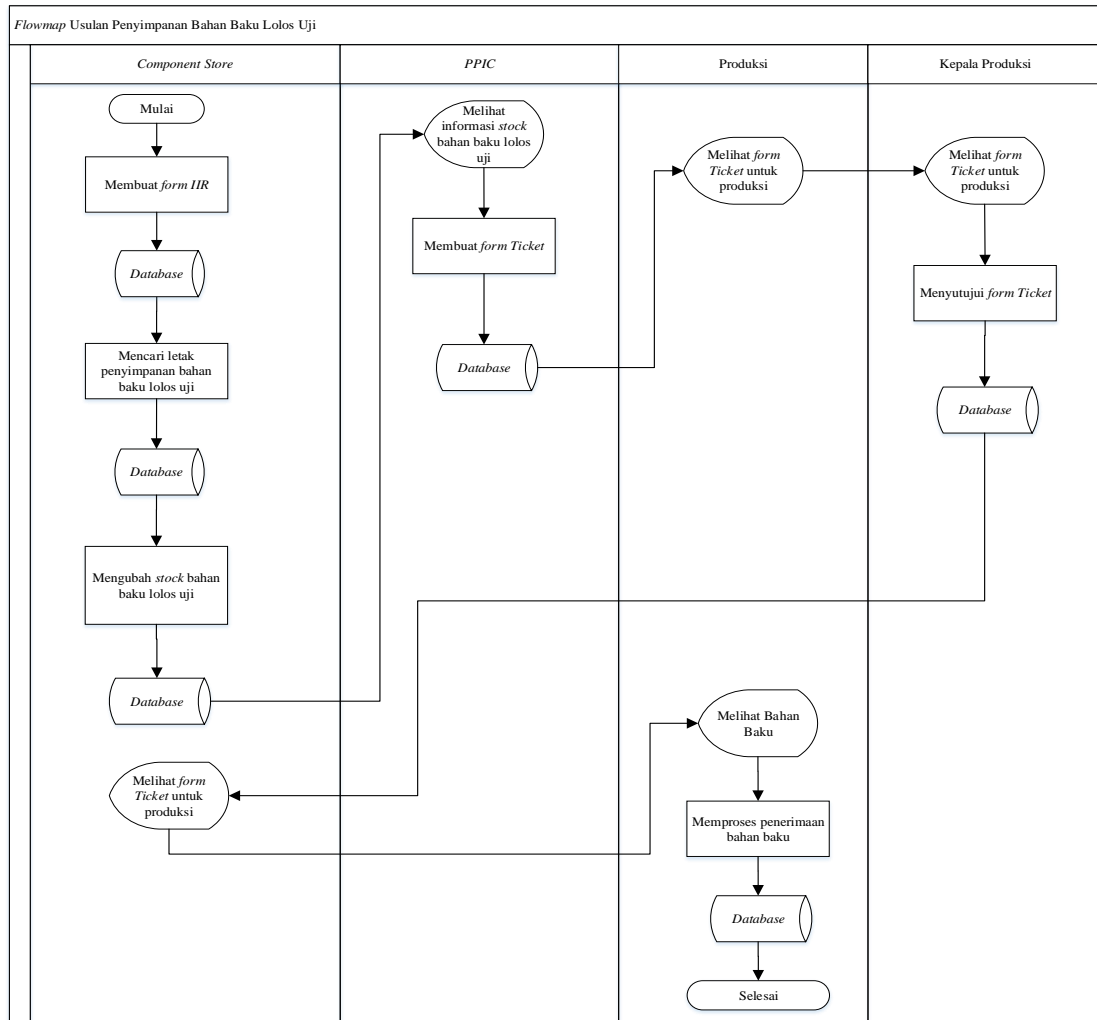 Flowmap Usulan Penyimpanan Bahan Baku Lolos Uji
Component Store
PPIC
Produksi
Kepala Produksi
Mulai
Membuat form IIR
Database
Mencari letak
penyimpanan bahan
baku lolos uji
Database
Mengubah stock bahan
baku lolos uji
Database
Melihat
informasi stock
bahan baku lolos
uji
Membuat form Ticket
Database
Melihat form
Ticket untuk
produksi
Melihat form
Ticket untuk
produksi
Menyutujui form Ticket
Database
Melihat form
Ticket untuk
produksi
Melihat Bahan
Baku
Memproses penerimaan
bahan baku
Database
Selesai